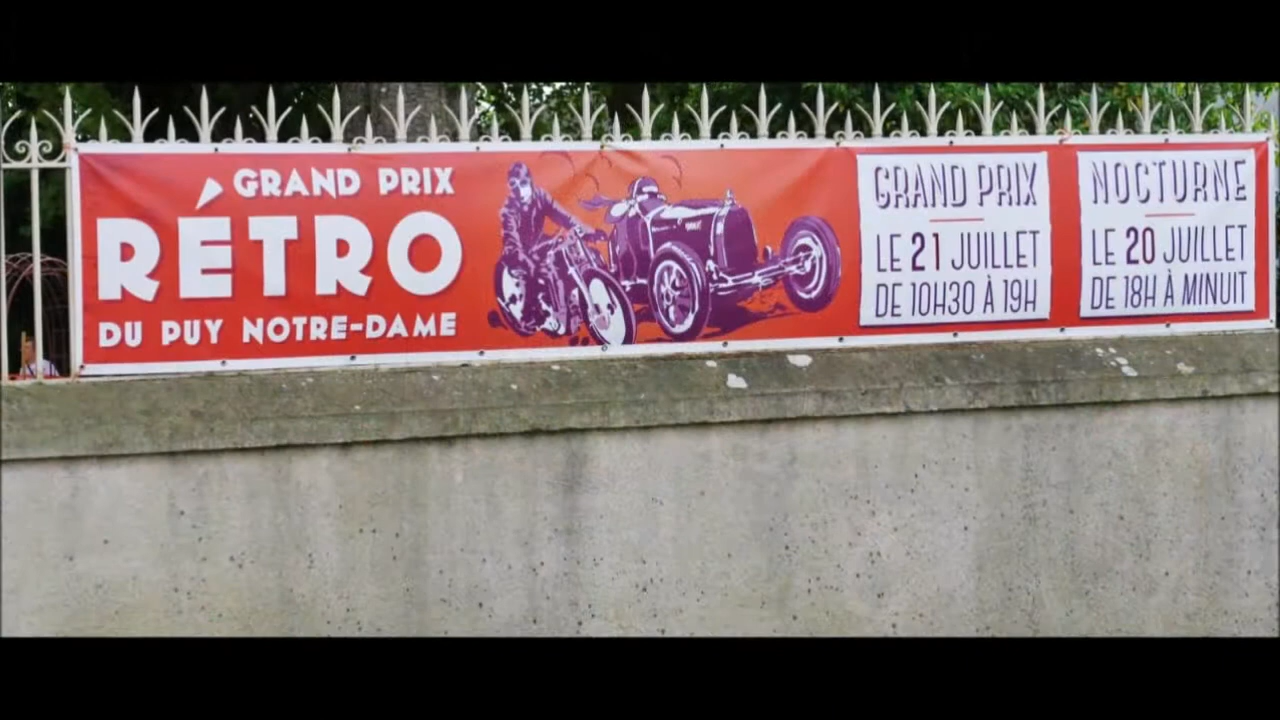 GRAND PRIX
RÉTRO
DU PUY NOTRE-DAME
GRAND PRIX
LE 21 JUILLET
DE 10H30 À 19H
NOCTURNE
LE 20 JUILLET
DE 18H À MINUIT